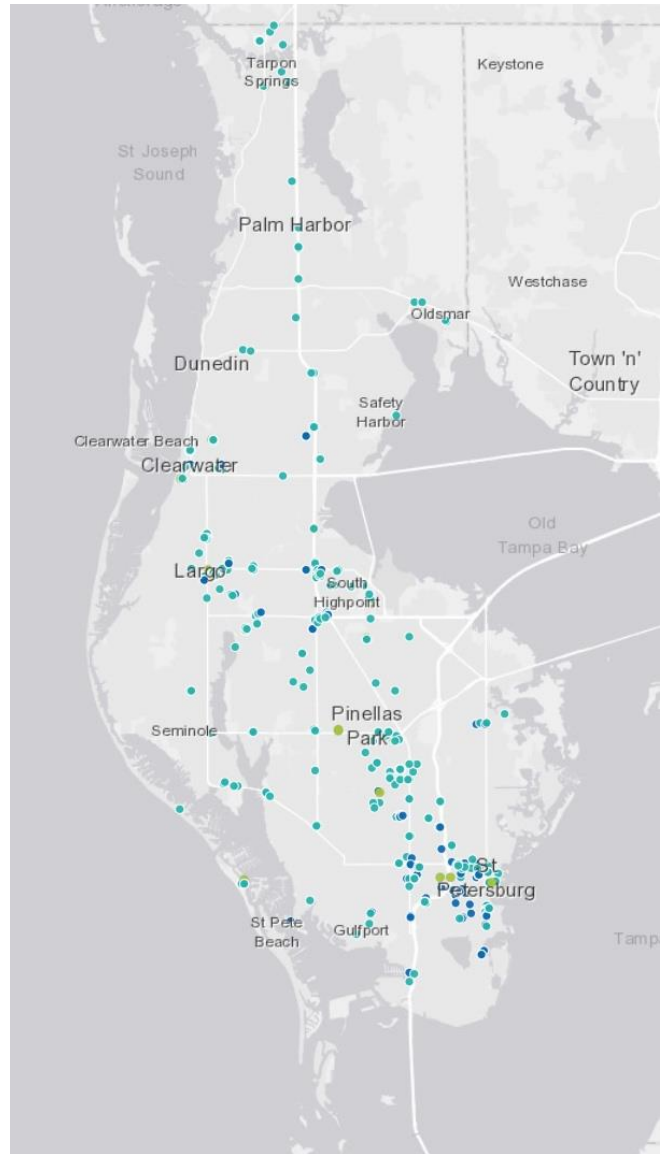 Tarpon
Springs
Keystone
St Joseph
Sound
Palm Harbor
Westchase
Oldsmar
Dunedin
Town 'n'
Country
Safety
Harbor
Clearwater Beach
Clearwater
Old
Tampa Bay
Largo
South
Highpoint
Pinellas
Park
Seminole
St
Petersburg
St Pete
Beach
Gulfport